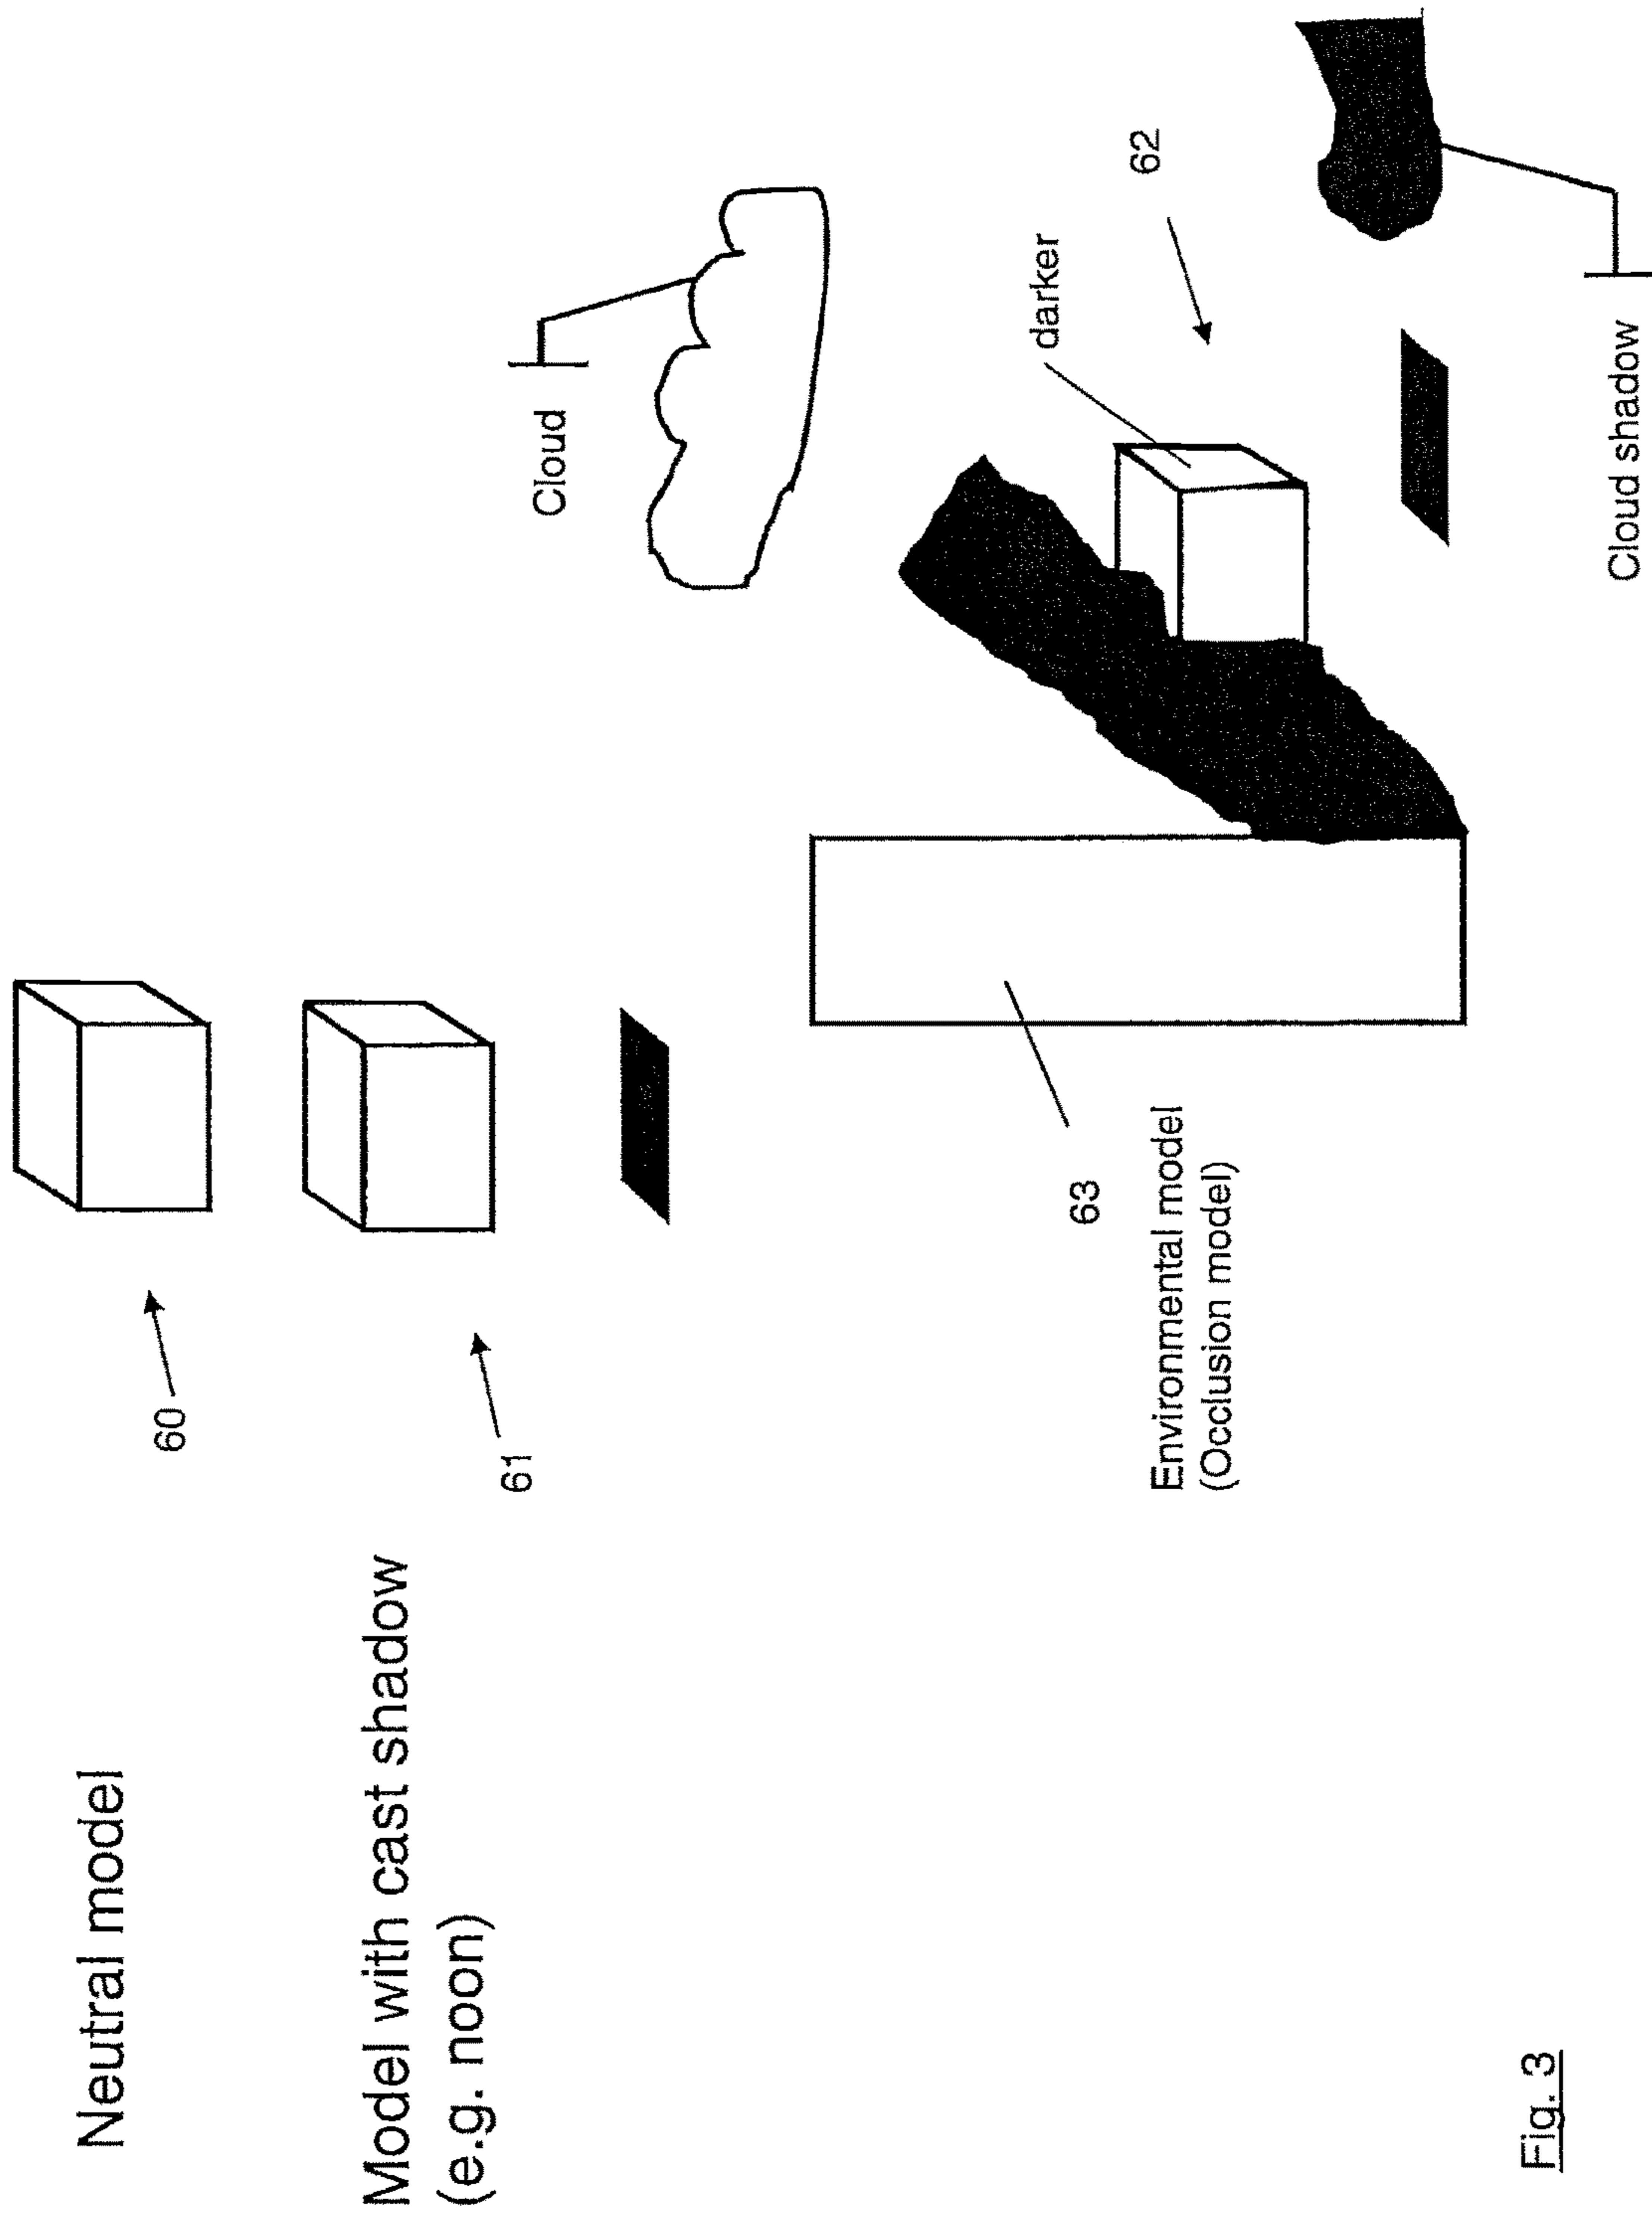 Neutral model
60
Model with cast shadow
(e.g. noon)
61
Cloud
darker
62
63
Environmental model
(Occlusion model)
Cloud shadow
Fig. 3